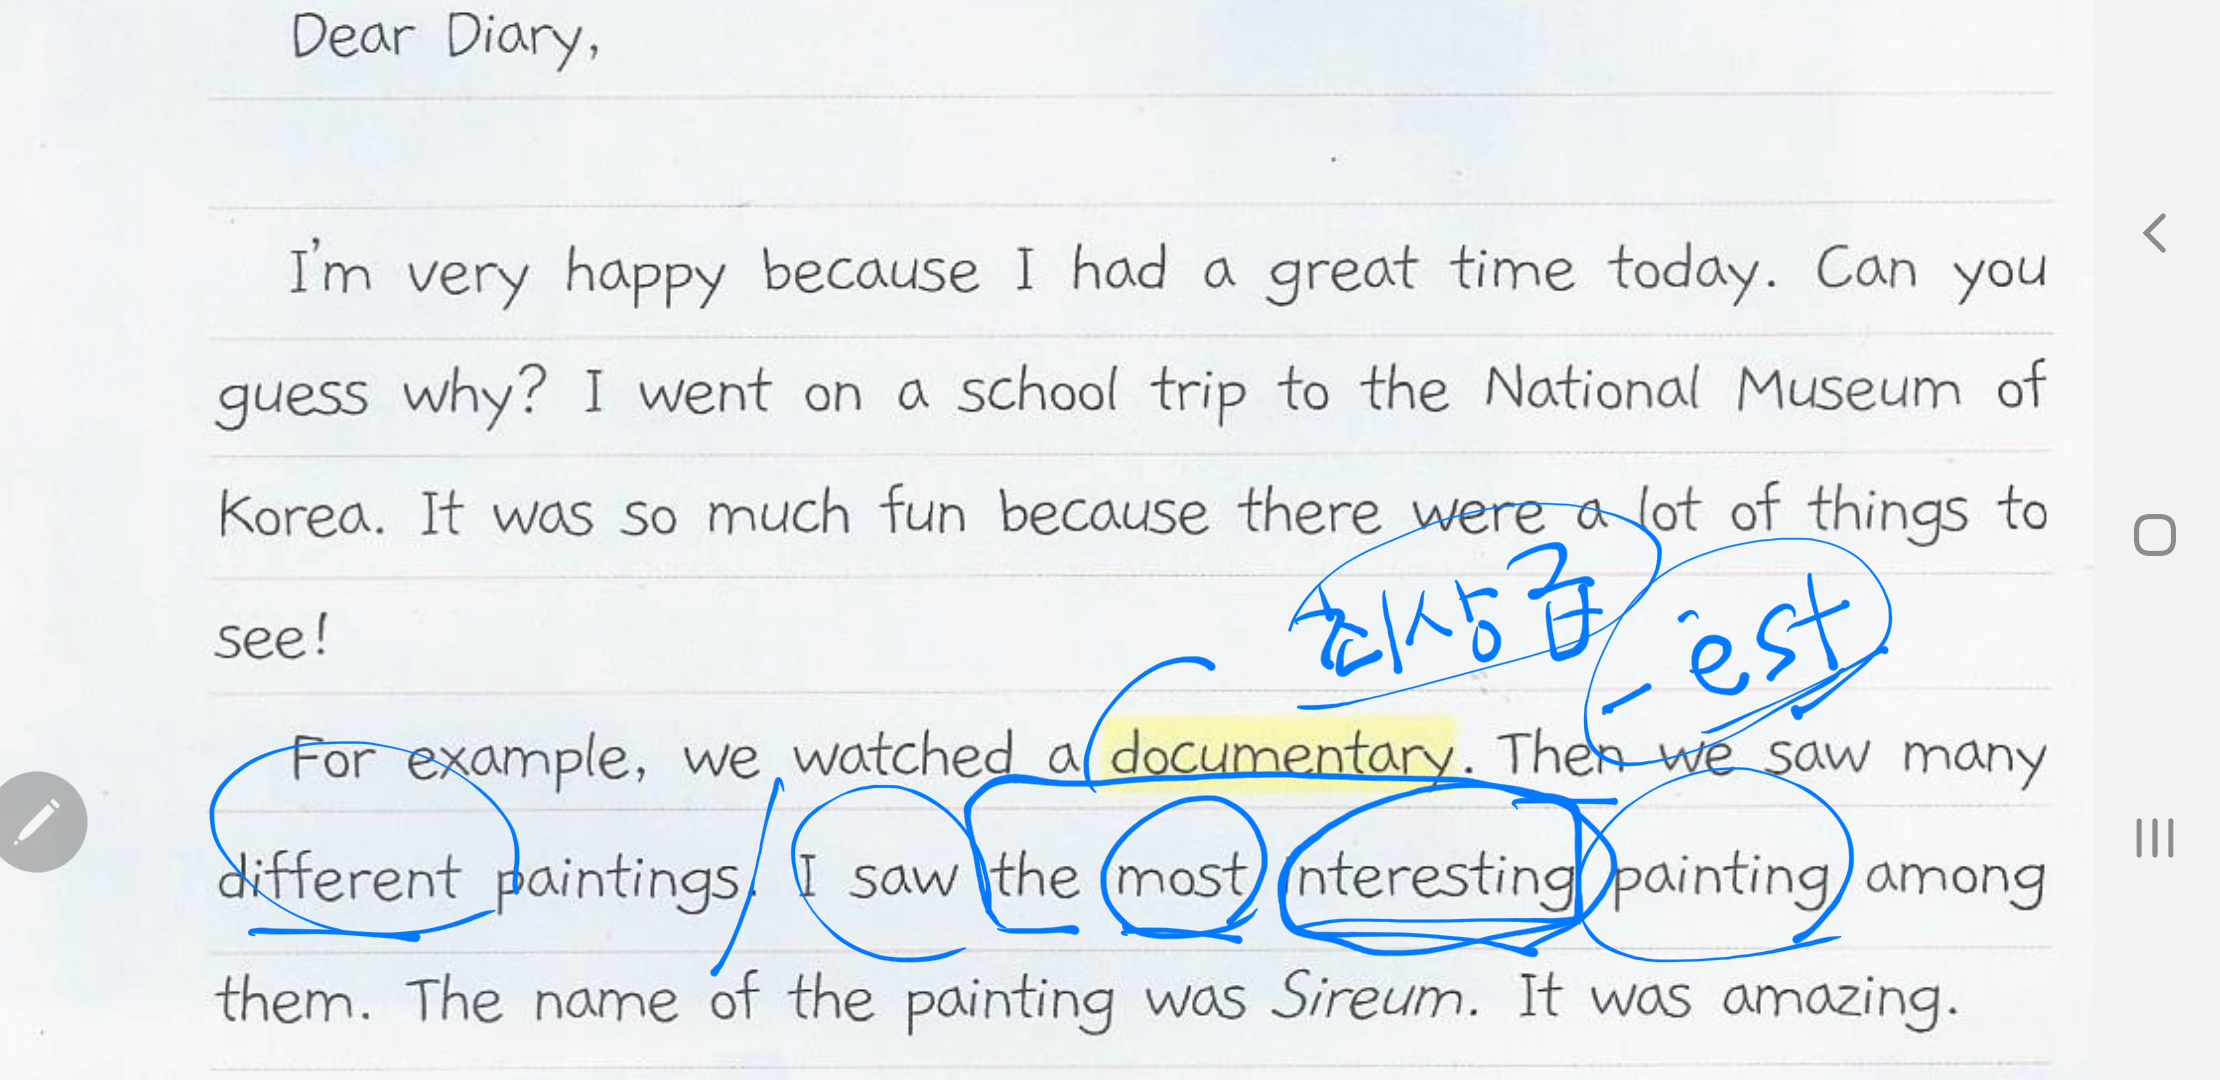 Dear Diary,
I'm very happy because I had a great time today. Can you
guess why? I went on a school trip to the National Museum of
Korea. It was so much fun because there were a lot of things to
see!
최상급 -est
For example, we watched a documentary. Then we saw many
different paintings. I saw the most interesting painting among
them. The name of the painting was Sireum. It was amazing.